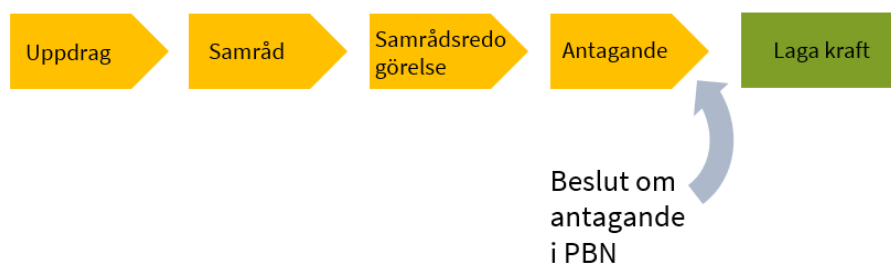 Uppdrag
Samråd
Samrådsredo
görelse
Antagande
Laga kraft
Beslut om
antagande
i PBN